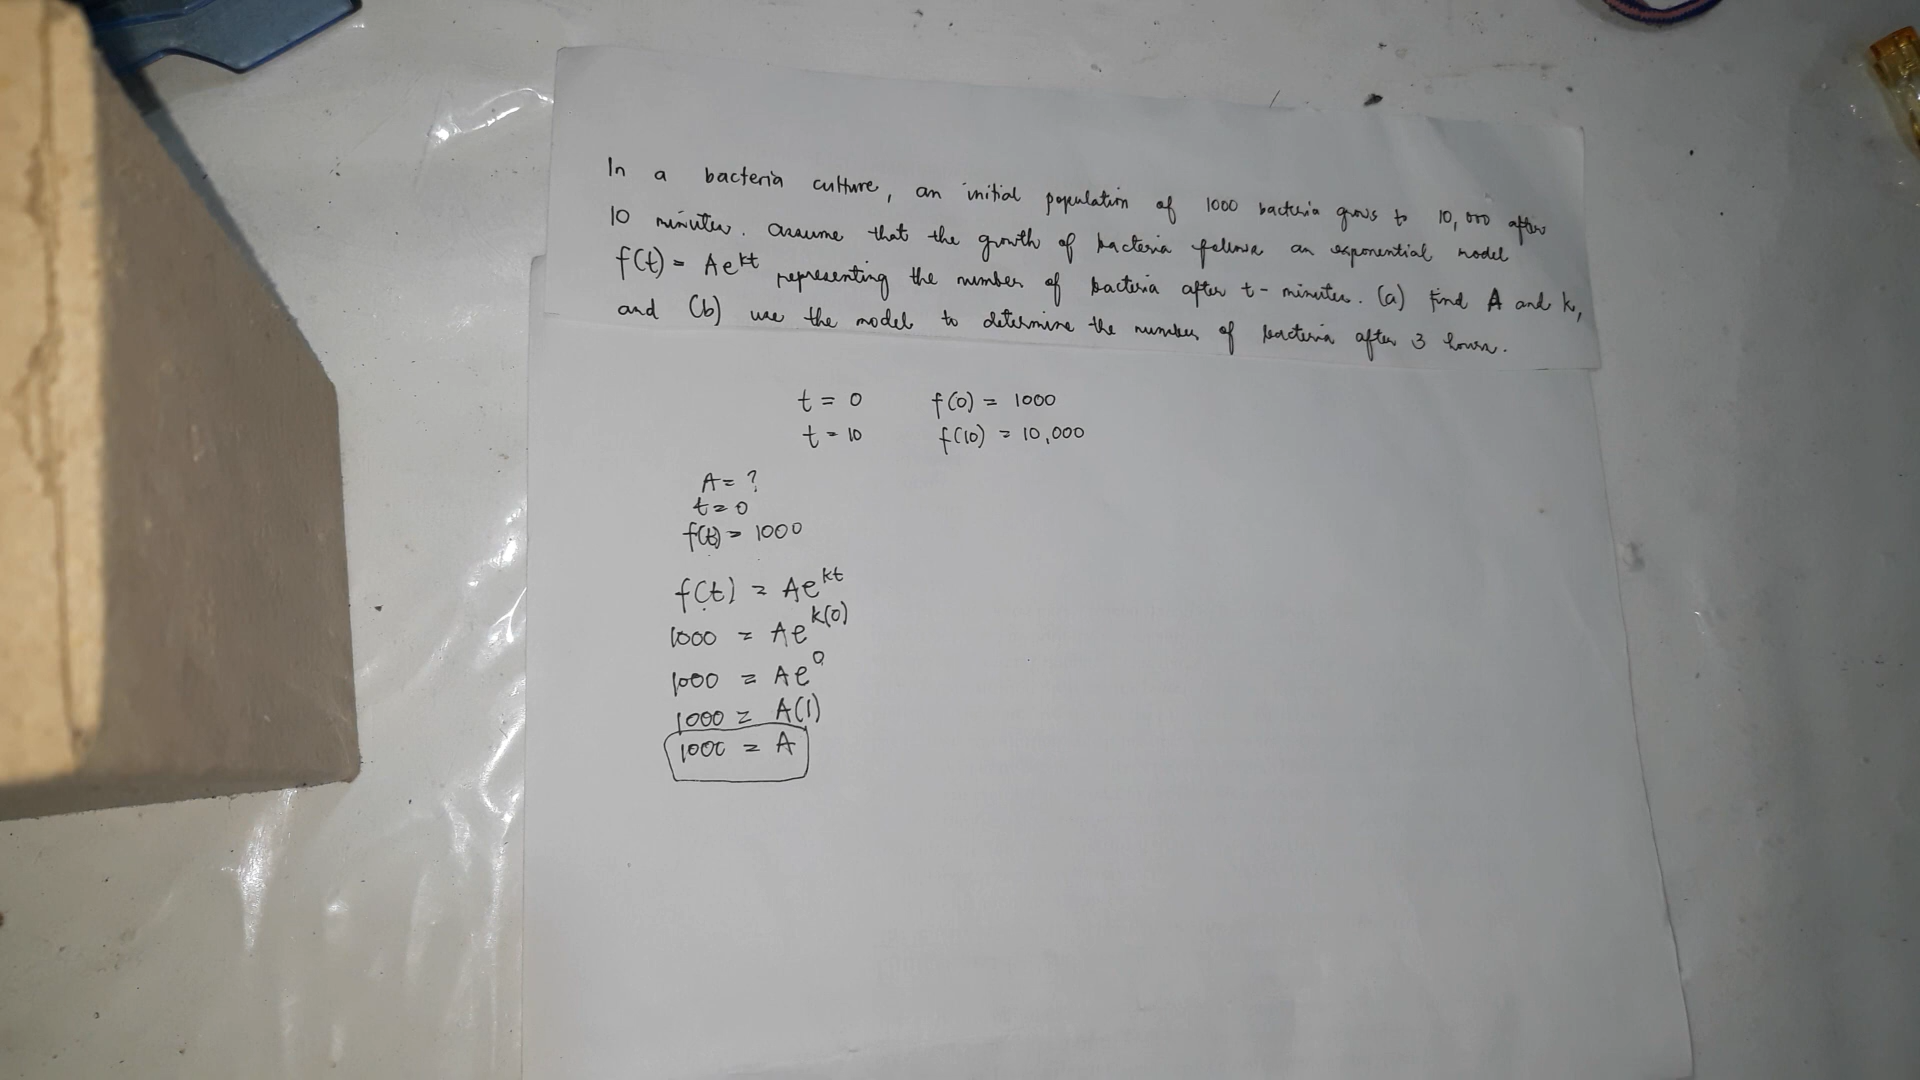 In a bacteria culture, an initial population of 1000 bacteria grows to 10,000 after
10 minutes. assume that the growth of bacteria follows an exponential model
f(t) = Ae^kt representing the number of bacteria after t-minutes. (a) find A and k,
and (b) use the model to determine the number of bacteria after 3 hours.
t = 0 f(0) = 1000
t = 10 f(10) = 10,000
A = ?
t = 0
f(t) = 1000
f(t) = Ae^kt
1000 = Ae^k(0)
1000 = Ae^0
1000 = A(1)
1000 = A